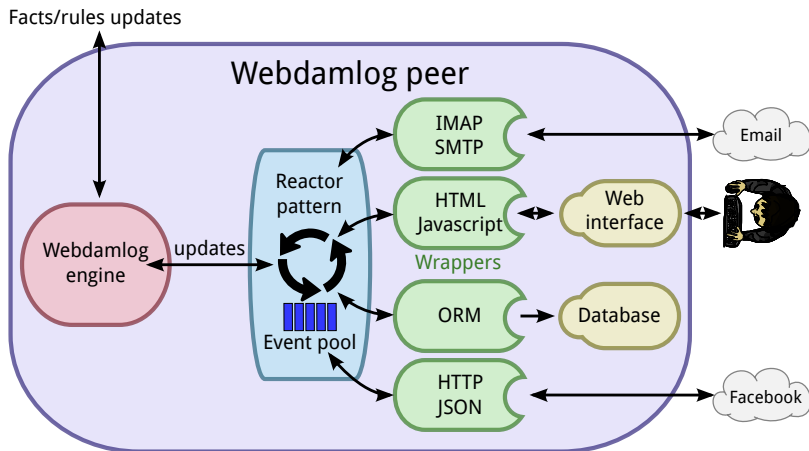 Facts/rules updates
Webdamlog peer
IMAP
SMTP
Email
Reactor
pattern
HTML
Javascript
Web
interface
Webdamlog
engine
updates
Wrappers
ORM
Database
Event pool
HTTP
JSON
Facebook